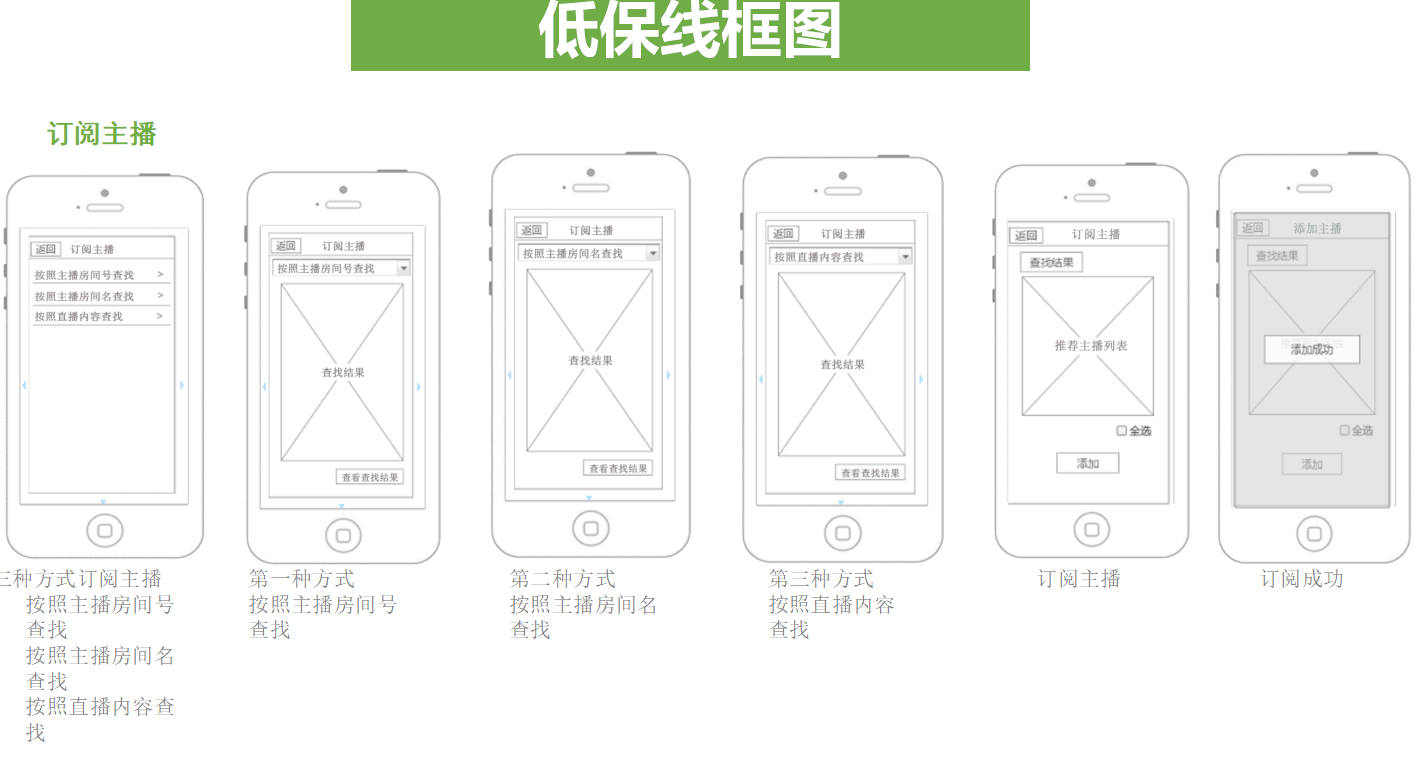 低保线框图
订阅主播
返回 订阅主播
按照主播房间号查找 >
按照主播房间名查找 >
按照直播内容查找 >
三种方式订阅主播
按照主播房间号
查找
按照主播房间名
查找
按照直播内容查
找
返回 订阅主播
按照主播房间号查找
查找结果
查看查找结果
第一种方式
按照主播房间号
查找
返回 订阅主播
按照主播房间名查找
查找结果
查看查找结果
第二种方式
按照主播房间名
查找
返回 订阅主播
按照直播内容查找
查找结果
查看查找结果
第三种方式
按照直播内容
查找
返回 订阅主播
查找结果
推荐主播列表
全选
添加
订阅主播
返回 添加主播
查找结果
添加成功
全选
添加
订阅成功